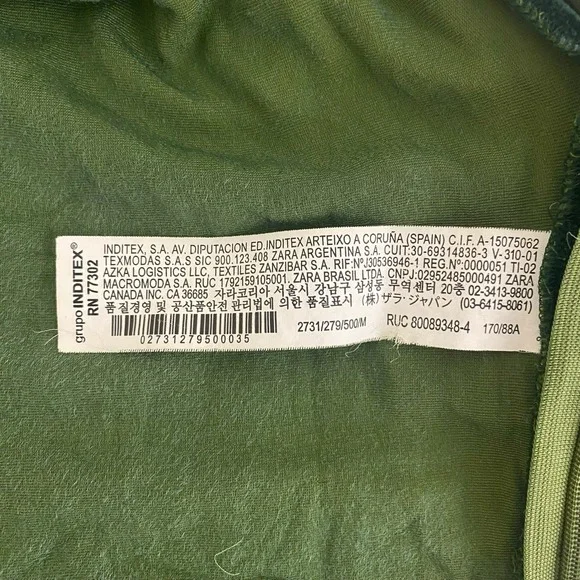 grupo INDITEX®
RN 77302
INDITEX, S.A. AV. DIPUTACION ED.INDITEX ARTEIXO A CORUÑA (SPAIN) C.I.F. A-15075062
TEXMODAS S.A.S SIC 900.123.408 ZARA ARGENTINA S.A. CUIT:30-69314836-3 V-310-01
AZKA LOGISTICS LLC, TEXTILES ZANZIBAR S.A. RIF:Nº.J30536946-1 REG.Nº:0000051 TI-02
MACROMODA S.A. RUC 1792159105001. ZARA BRASIL LTDA. CNPJ:02952485000491 ZARA
CANADA INC. CA 36685 자라코리아 서울시 강남구 삼성동 무역센터 20층 02-3413-9800
품질경영 및 공산품안전 관리법에 의한 품질표시 (株) ザラ・ジャパン (03-6415-8061)
02731279500035
2731/279/500/M
RUC 80089348-4
170/88A